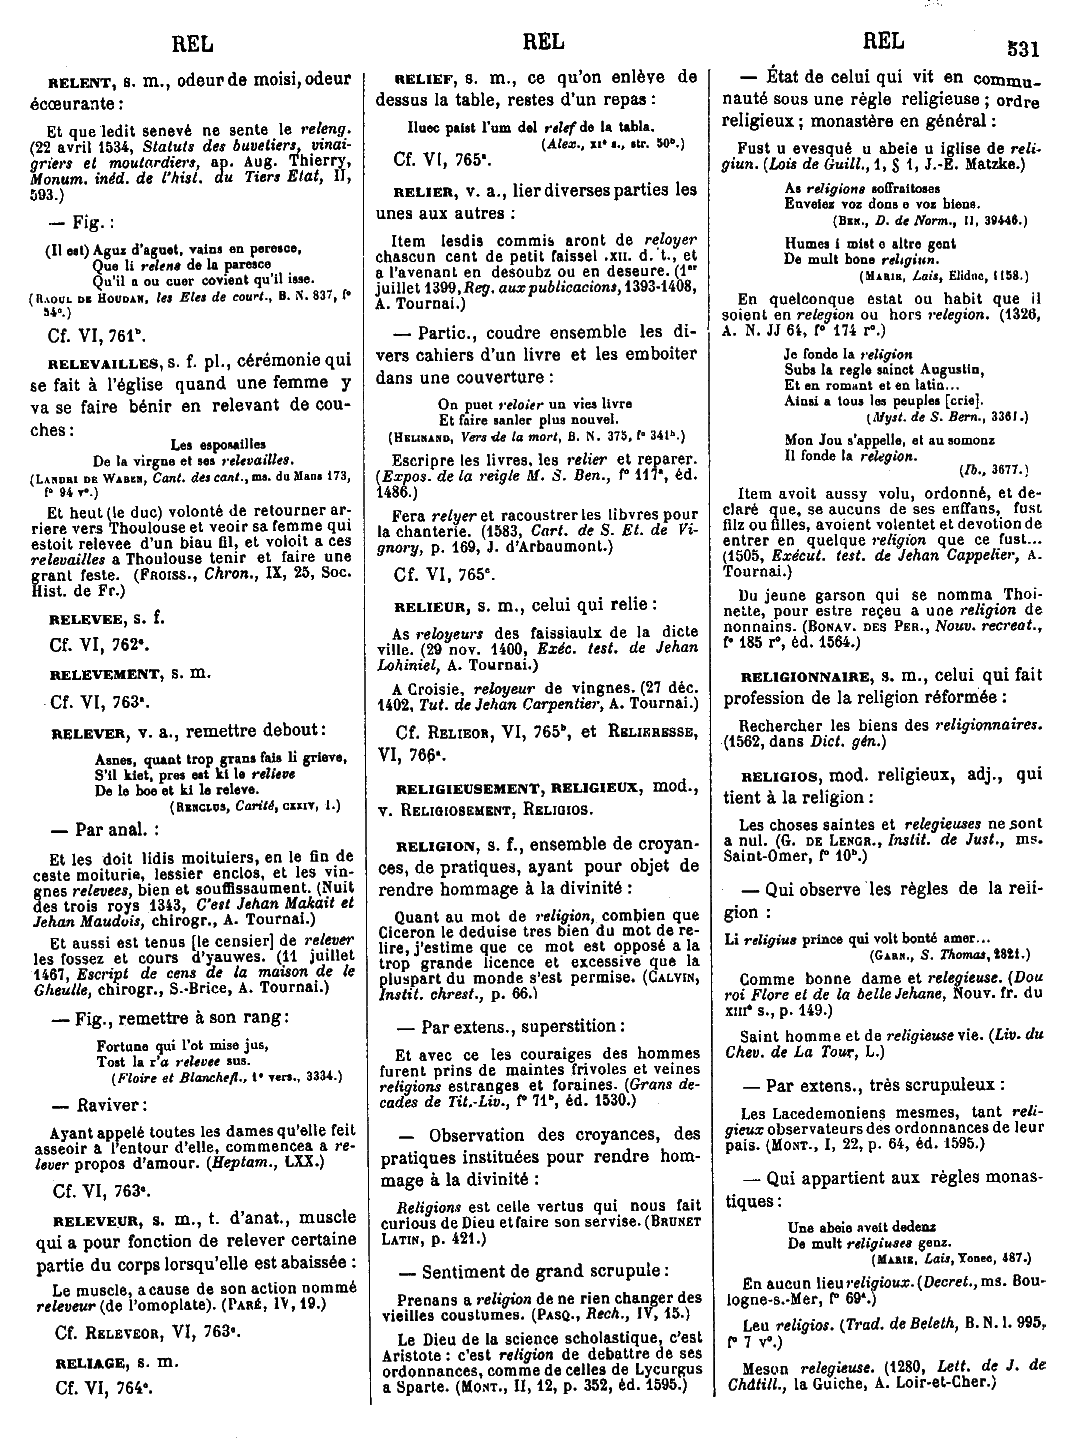 REL
REL
REL
531
RELENT, s. m., odeur de moisi, odeur
écœurante :
Et que ledit senevé ne sente le releng.
(22 avril 1534, Statuts des buvetiers, vinai-
griers et moutardiers, ap. Aug. Thierry,
Monum. inéd. de l'hist. du Tiers Etat, II,
593.)
— Fig. :
(Il est) Aguz d'aguet, vains en peresce,
Que li relens de la paresce
Qu'il a ou cuer covient qu'il isse.
(RAOUL DE HOUDAN, les Eles de court., B. N. 837, f°
54°.)
Cf. VI, 761ᵇ.
RELEVAILLES, s. f. pl., cérémonie qui
se fait à l'église quand une femme y
va se faire bénir en relevant de cou-
ches :
Les esposailles
De la virgne et ses relevailles.
(LANDRI DE WABEN, Cant. des cant., ms. du Mans 173,
f° 94 v°.)
Et heut (le duc) volonté de retourner ar-
riere vers Thoulouse et veoir sa femme qui
estoit relevee d'un biau fil, et voloit a ces
relevailles a Thoulouse tenir et faire une
grant feste. (FROISS., Chron., IX, 25, Soc.
Hist. de Fr.)
RELEVEE, s. f.
Cf. VI, 762ᵃ.
RELEVEMENT, s. m.
Cf. VI, 763ᵃ.
RELEVER, v. a., remettre debout :
Asnes, quant trop grans fais li grieve,
S'il kiet, pres est ki le relieve
De le boe et ki le releve.
(RENCLUS, Carité, CXXIV, 1.)
— Par anal. :
Et les doit lidis moituiers, en le fin de
ceste moiturie, lessier enclos, et les vin-
gnes relevees, bien et souffissaument. (Nuit
des trois roys 1343, C'est Jehan Makait et
Jehan Maudois, chirogr., A. Tournai.)
Et aussi est tenus [le censier] de relever
les fossez et cours d'yauwes. (11 juillet
1467, Escript de cens de la maison de le
Gheulle, chirogr., S.-Brice, A. Tournai.)
— Fig., remettre à son rang :
Fortune qui l'ot mise jus,
Tost la r'a relevee sus.
(Floire et Blanchefl., 1ᵉ vers., 3334.)
— Raviver :
Ayant appelé toutes les dames qu'elle feit
asseoir a l'entour d'elle, commencea a re-
lever propos d'amour. (Heptam., LXX.)
Cf. VI, 763ᵃ.
RELEVEUR, s. m., t. d'anat., muscle
qui a pour fonction de relever certaine
partie du corps lorsqu'elle est abaissée :
Le muscle, a cause de son action nommé
releveur (de l'omoplate). (PARÉ, IV, 19.)
Cf. RELEVEOR, VI, 763ᵃ.
RELIAGE, s. m.
Cf. VI, 764ᵃ.
RELIEF, s. m., ce qu'on enlève de
dessus la table, restes d'un repas :
Iluec paist l'um del relef de la tabla.
(Alex., XIᵉ s., str. 50ᵇ.)
Cf. VI, 765ᵃ.
RELIER, v. a., lier diverses parties les
unes aux autres :
Item lesdis commis aront de reloyer
chascun cent de petit faissel .XII. d. t., et
a l'avenant en desoubz ou en deseure. (1ᵉʳ
juillet 1399, Reg. aux publicacions, 1393-1408,
A. Tournai.)
— Partic., coudre ensemble les di-
vers cahiers d'un livre et les emboiter
dans une couverture :
On puet reloier un vies livre
Et faire sanler plus nouvel.
(HELINAND, Vers de la mort, B. N. 375, f° 341ᵇ.)
Escripre les livres, les relier et reparer.
(Expos. de la reigle M. S. Ben., f° 117ʳ, éd.
1486.)
Fera relyer et racoustrer les libvres pour
la chanterie. (1583, Cart. de S. Et. de Vi-
gnory, p. 169, J. d'Arbaumont.)
Cf. VI, 765ᶜ.
RELIEUR, s. m., celui qui relie :
As reloyeurs des faissiaulx de la dicte
ville. (29 nov. 1400, Exéc. test. de Jehan
Lohiniel, A. Tournai.)
A Croisie, reloyeur de vingnes. (27 déc.
1402, Tut. de Jehan Carpentier, A. Tournai.)
Cf. RELIEOR, VI, 765ᵇ, et RELIERESSE,
VI, 766ᵃ.
RELIGIEUSEMENT, RELIGIEUX, mod.,
v. RELIGIOSEMENT, RELIGIOS.
RELIGION, s. f., ensemble de croyan-
ces, de pratiques, ayant pour objet de
rendre hommage à la divinité :
Quant au mot de religion, combien que
Ciceron le deduise tres bien du mot de re-
lire, j'estime que ce mot est opposé a la
trop grande licence et excessive que la
pluspart du monde s'est permise. (CALVIN,
Instit. chrest., p. 66.)
— Par extens., superstition :
Et avec ce les couraiges des hommes
furent prins de maintes frivoles et veines
religions estranges et foraines. (Grans de-
cades de Tit.-Liv., f° 71ᵇ, éd. 1530.)
— Observation des croyances, des
pratiques instituées pour rendre hom-
mage à la divinité :
Religions est celle vertus qui nous fait
curious de Dieu et faire son servise. (BRUNET
LATIN, p. 421.)
— Sentiment de grand scrupule :
Prenans a religion de ne rien changer des
vieilles coustumes. (PASQ., Rech., IV, 15.)
Le Dieu de la science scholastique, c'est
Aristote : c'est religion de debattre de ses
ordonnances, comme de celles de Lycurgus
a Sparte. (MONT., II, 12, p. 352, éd. 1595.)
— État de celui qui vit en commu-
nauté sous une règle religieuse ; ordre
religieux ; monastère en général :
Fust u evesqué u abeie u iglise de reli-
giun. (Lois de Guill., 1, § 1, J.-E. Matzke.)
As religions soffraitoses
Enveiez voz dons e voz biens.
(BEN., D. de Norm., II, 39446.)
Humes i mist e altre gent
De mult bone religiun.
(MARIE, Lais, Eliduc, 1158.)
En quelconque estat ou habit que il
soient en relegion ou hors relegion. (1326,
A. N. JJ 64, f° 174 r°.)
Je fonde la religion
Subs la regle sainct Augustin,
Et en romant et en latin...
Ainsi a tous les peuples [crie].
(Myst. de S. Bern., 3361.)
Mon Jou s'appelle, et au somonz
Il fonde la relegion.
(Ib., 3677.)
Item avoit aussy volu, ordonné, et de-
claré que, se aucuns de ses enffans, fust
filz ou filles, avoient volentet et devotion de
entrer en quelque religion que ce fust...
(1505, Exécut. test. de Jehan Cappelier, A.
Tournai.)
Du jeune garson qui se nomma Thoi-
nette, pour estre reçeu a une religion de
nonnains. (BONAV. DES PER., Nouv. recreat.,
f° 185 r°, éd. 1564.)
RELIGIONNAIRE, s. m., celui qui fait
profession de la religion réformée :
Rechercher les biens des religionnaires.
(1562, dans Dict. gén.)
RELIGIOS, mod. religieux, adj., qui
tient à la religion :
Les choses saintes et relegieuses ne sont
a nul. (G. DE LENGR., Instit. de Just., ms.
Saint-Omer, f° 10ᵇ.)
— Qui observe les règles de la reli-
gion :
Li religius prince qui volt bonté amer...
(GARN., S. Thomas, 2821.)
Comme bonne dame et relegieuse. (Dou
roi Flore et de la belle Jehane, Nouv. fr. du
XIIIᵉ s., p. 149.)
Saint homme et de religieuse vie. (Liv. du
Chev. de La Tour, L.)
— Par extens., très scrupuleux :
Les Lacedemoniens mesmes, tant reli-
gieux observateurs des ordonnances de leur
pais. (MONT., I, 22, p. 64, éd. 1595.)
— Qui appartient aux règles monas-
tiques :
Une abeie aveit dedenz
De mult religiuses genz.
(MARIE, Lais, Yonec, 487.)
En aucun lieu religioux. (Decret., ms. Bou-
logne-s.-Mer, f° 69ᵈ.)
Leu religios. (Trad. de Beleth, B. N. l. 995,
f° 7 v°.)
Meson relegieuse. (1280, Lett. de J. de
Châtill., la Guiche, A. Loir-et-Cher.)